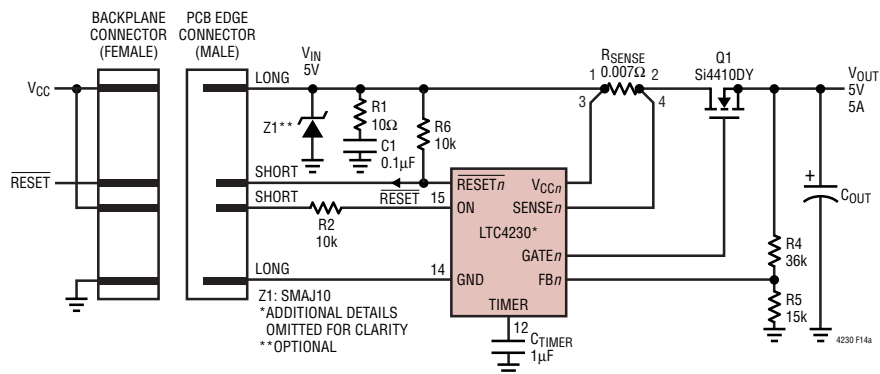 BACKPLANE
CONNECTOR
(FEMALE)
PCB EDGE
CONNECTOR
(MALE)
VCC
RESET
LONG
SHORT
SHORT
LONG
VIN
5V
Z1**
R1
10Ω
C1
0.1µF
R6
10k
RESET
R2
10k
15
14
RESETn
ON
GND
LTC4230*
VCCn
SENSEn
GATEn
FBn
TIMER
12
CTIMER
1µF
RSENSE
0.007Ω
1
2
3
4
Q1
Si4410DY
VOUT
5V
5A
+
COUT
R4
36k
R5
15k
Z1: SMAJ10
*ADDITIONAL DETAILS
OMITTED FOR CLARITY
**OPTIONAL
4230 F14a